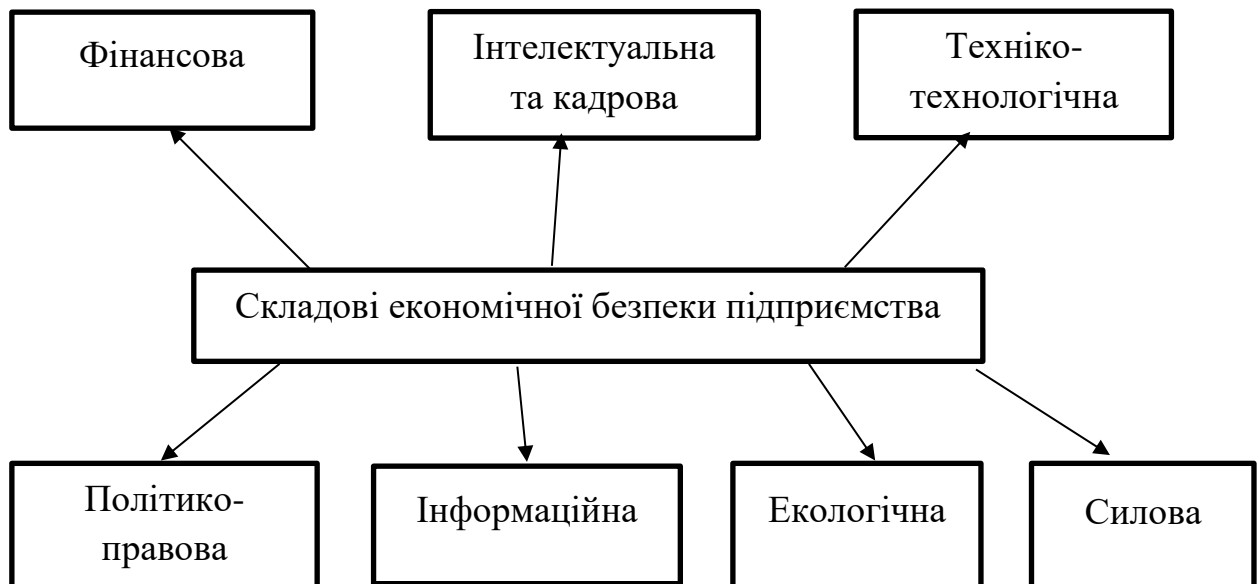 Фінансова
Інтелектуальна
та кадрова
Техніко-
технологічна
Складові економічної безпеки підприємства
Політико-
правова
Інформаційна
Екологічна
Силова